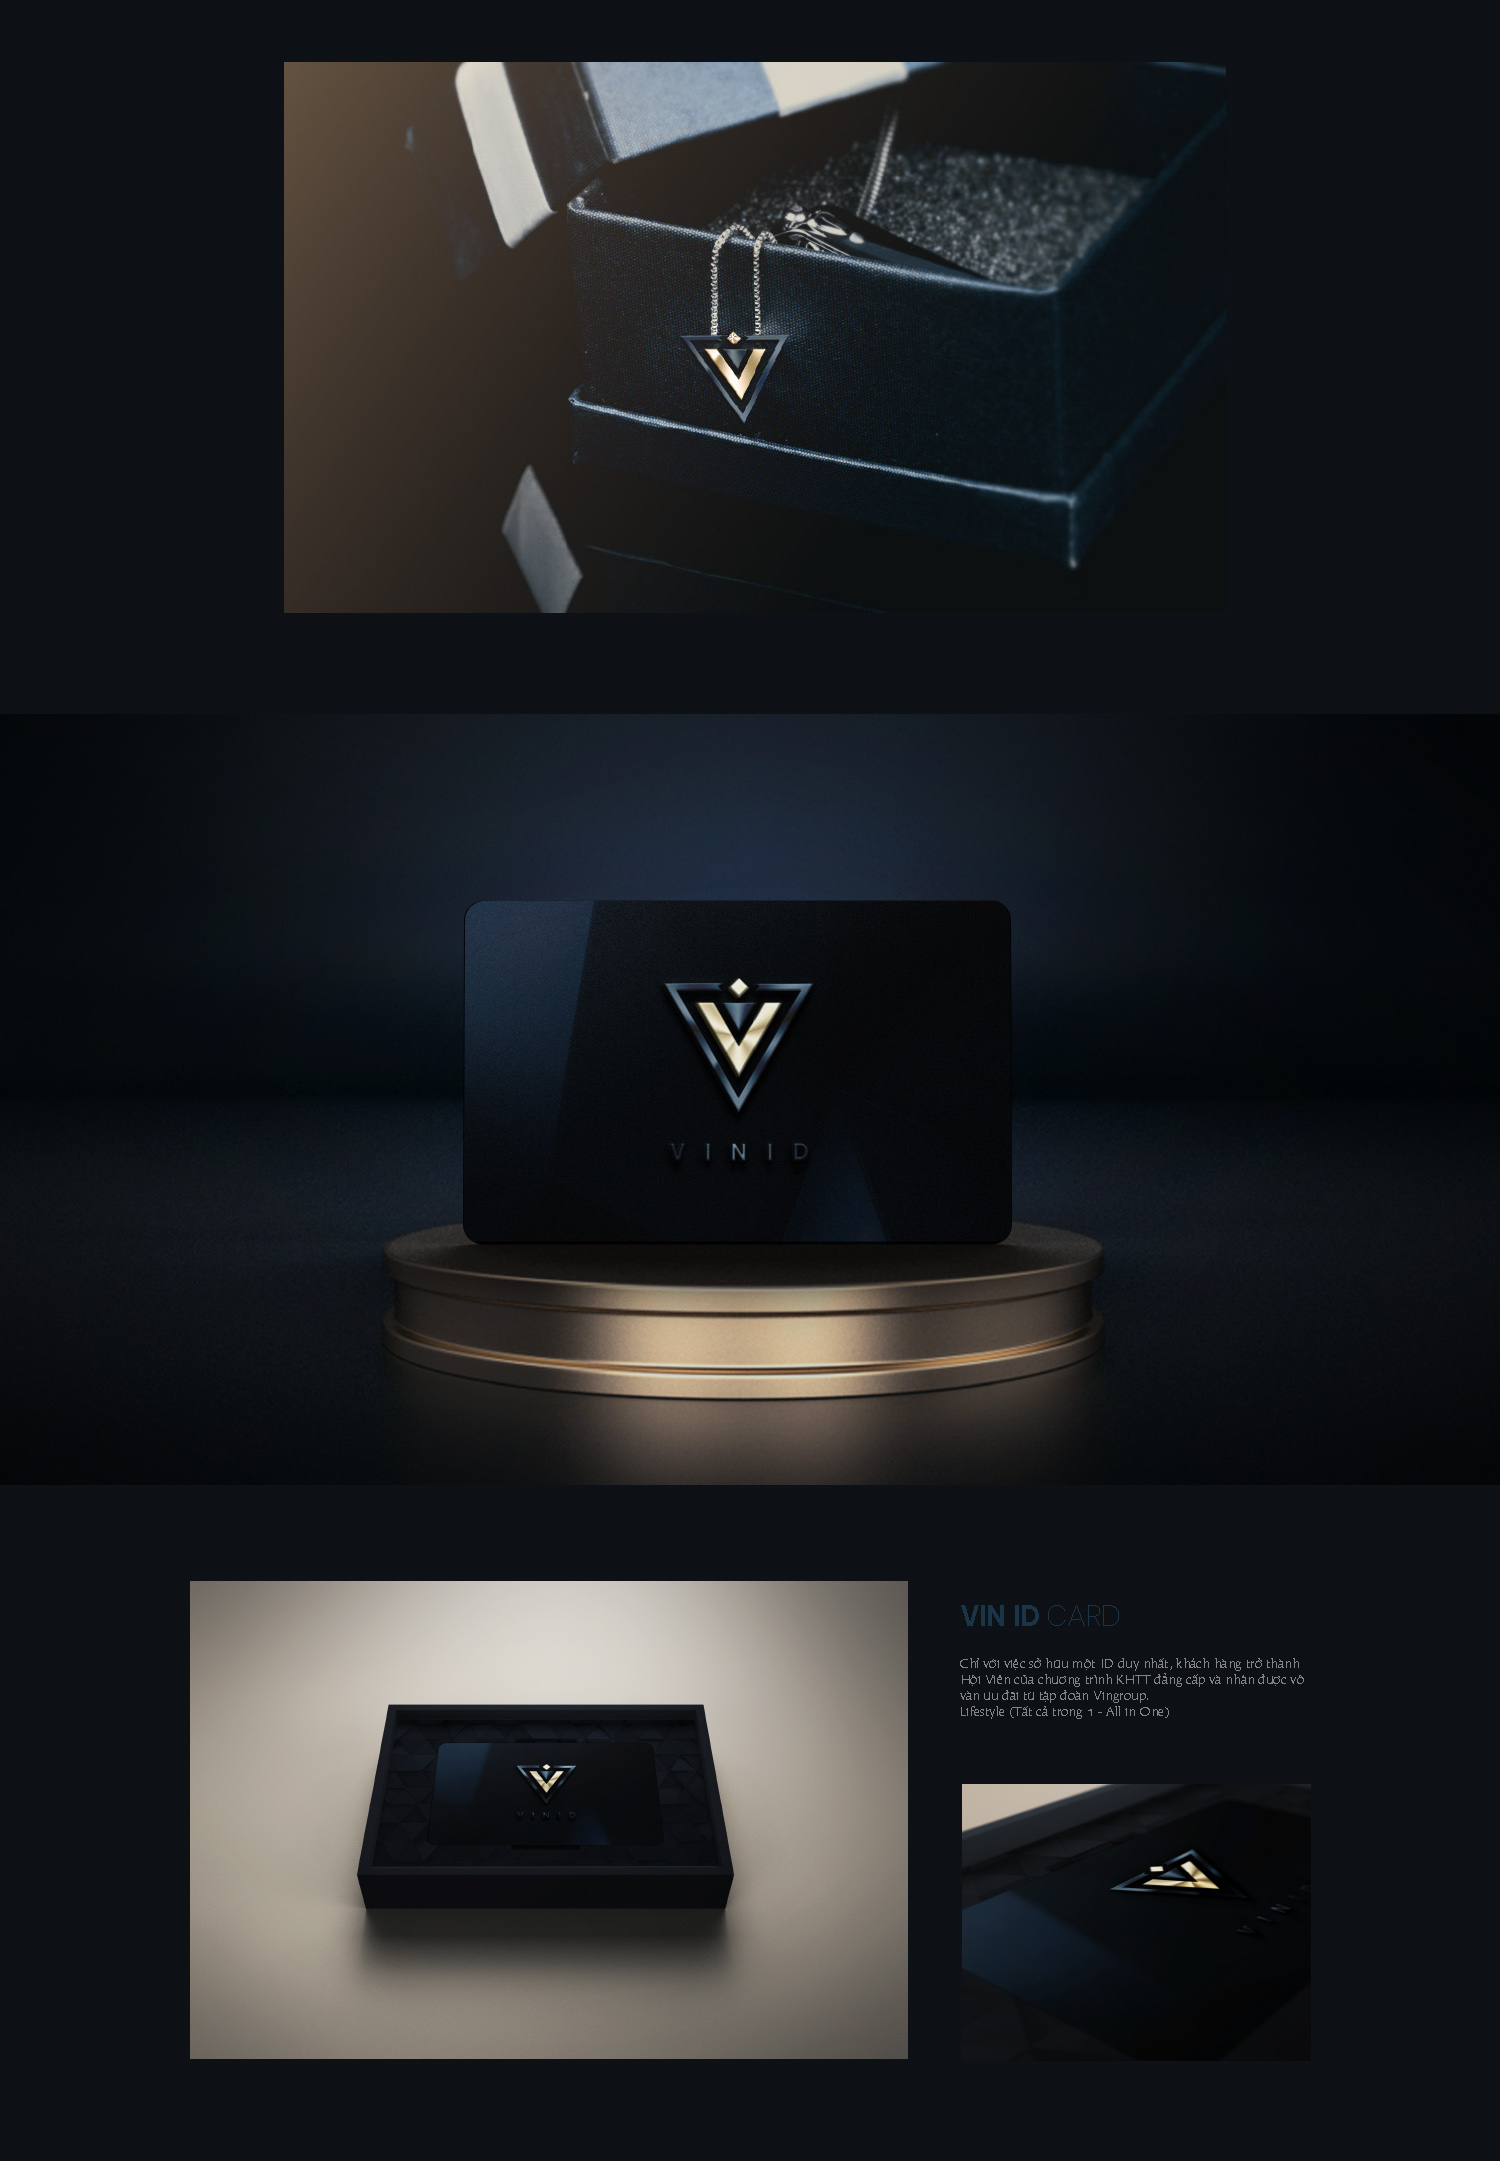 VINID
VINID
VIN ID CARD
Chỉ với việc sở hữu một ID duy nhất, khách hàng trở thành
Hội Viên của chương trình KHTT đẳng cấp và nhận được vô
vàn ưu đãi từ tập đoàn Vingroup.
Lifestyle (Tất cả trong 1 - All in One)
VINI